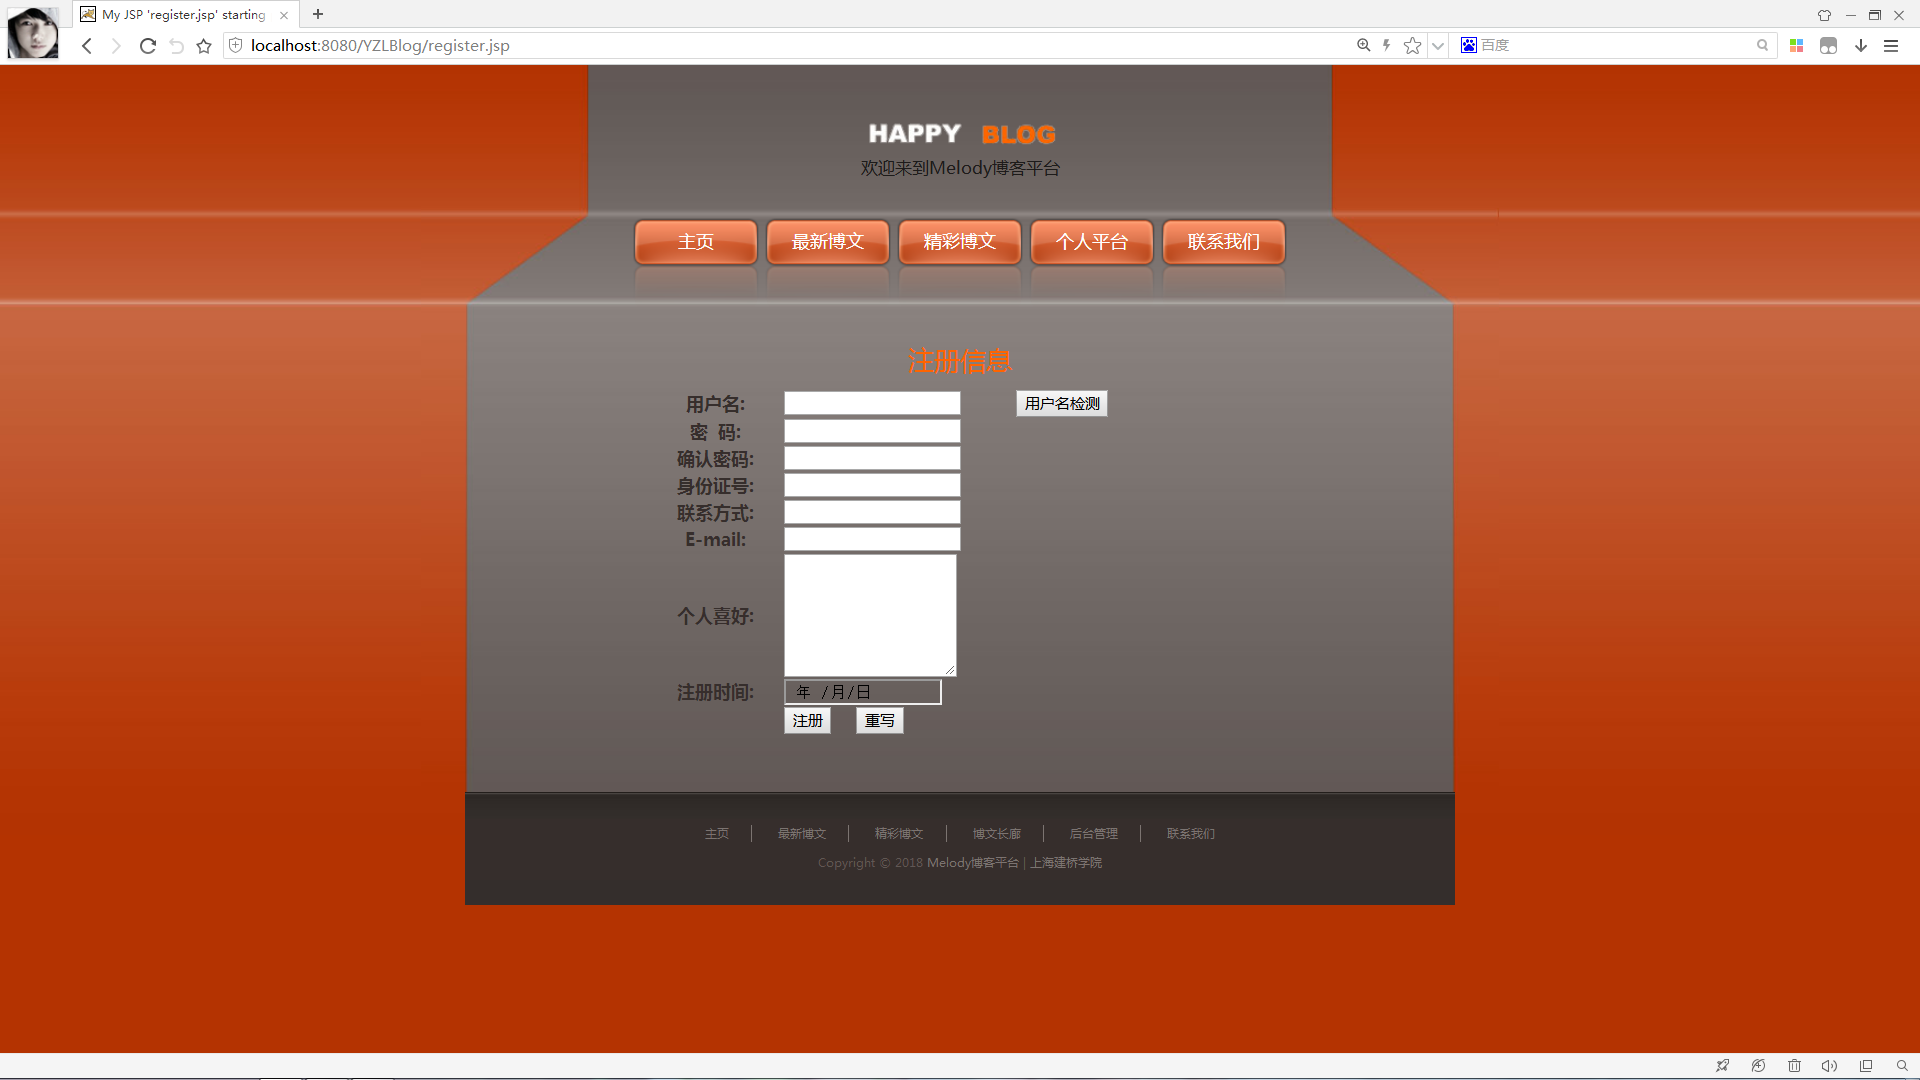 My JSP 'register.jsp' starting
localhost:8080/YZLBlog/register.jsp
百度
HAPPY BLOG
欢迎来到Melody博客平台
主页 最新博文 精彩博文 个人平台 联系我们
注册信息
用户名: 用户名检测
密 码:
确认密码:
身份证号:
联系方式:
E-mail:
个人喜好:
注册时间: 年 /月/日
注册 重写
主页 最新博文 精彩博文 博文长廊 后台管理 联系我们
Copyright © 2018 Melody博客平台 | 上海建桥学院